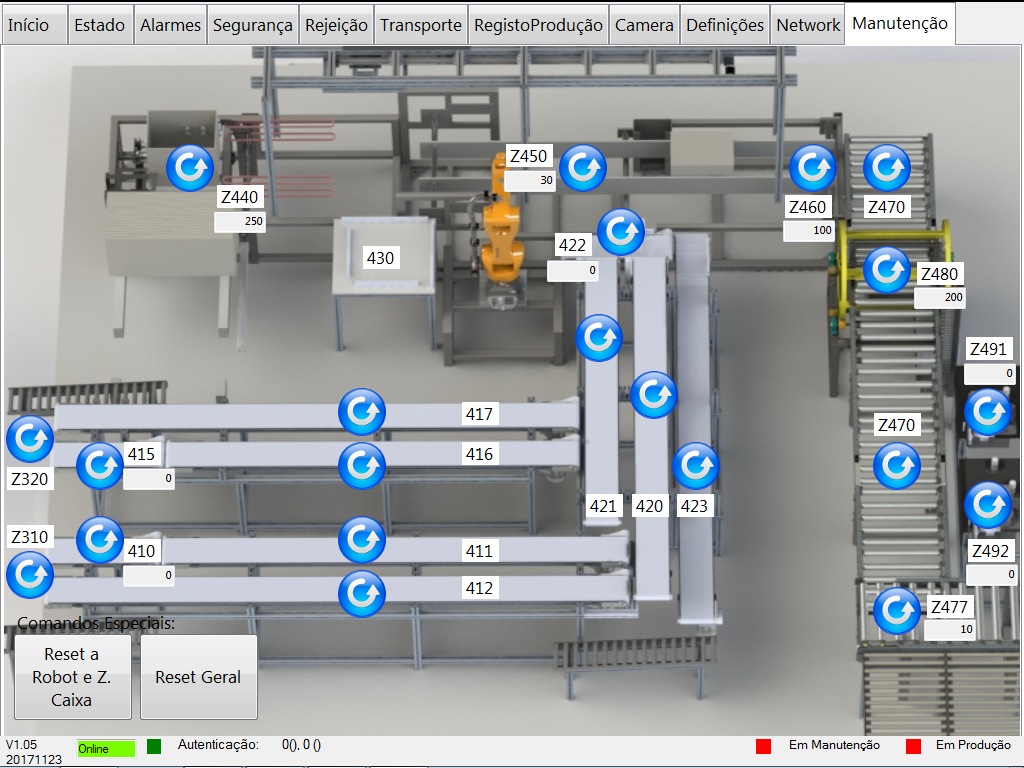 Início Estado Alarmes Segurança Rejeição Transporte RegistoProdução Camera Definições Network Manutenção
Z450
30
Z440
250
Z460
100
Z470
430
422
0
Z480
200
Z491
0
417
416
415
0
Z320
Z470
421 420 423
Z310
410
0
411
412
Z492
0
Z477
10
Comandos Especiais:
Reset a
Robot e Z.
Caixa
Reset Geral
V1.05
20171123
Online
Autenticação: 0(), 0 ()
Em Manutenção
Em Produção